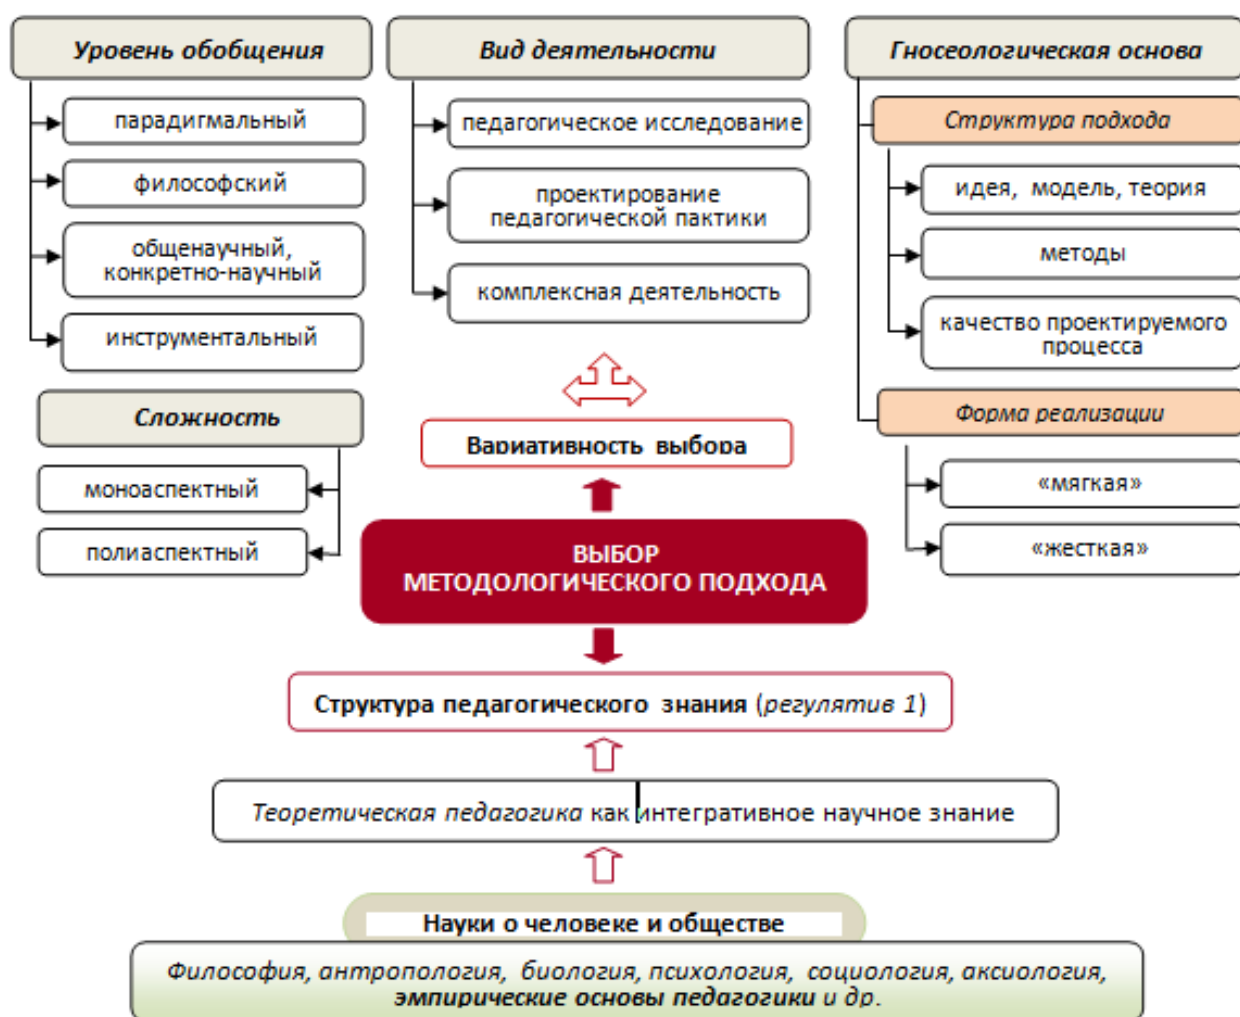 Уровень обобщения
парадигмальный
философский
общенаучный,
конкретно-научный
инструментальный
Сложность
моноаспектный
полиаспектный
Вид деятельности
педагогическое исследование
проектирование
педагогической пактики
комплексная деятельность
Гносеологическая основа
Структура подхода
идея, модель, теория
методы
качество проектируемого
процесса
Форма реализации
«мягкая»
«жесткая»
Вариативность выбора
ВЫБОР
МЕТОДОЛОГИЧЕСКОГО ПОДХОДА
Структура педагогического знания (регулятив 1)
Теоретическая педагогика как интегративное научное знание
Науки о человеке и обществе
Философия, антропология, биология, психология, социология, аксиология,
эмпирические основы педагогики и др.